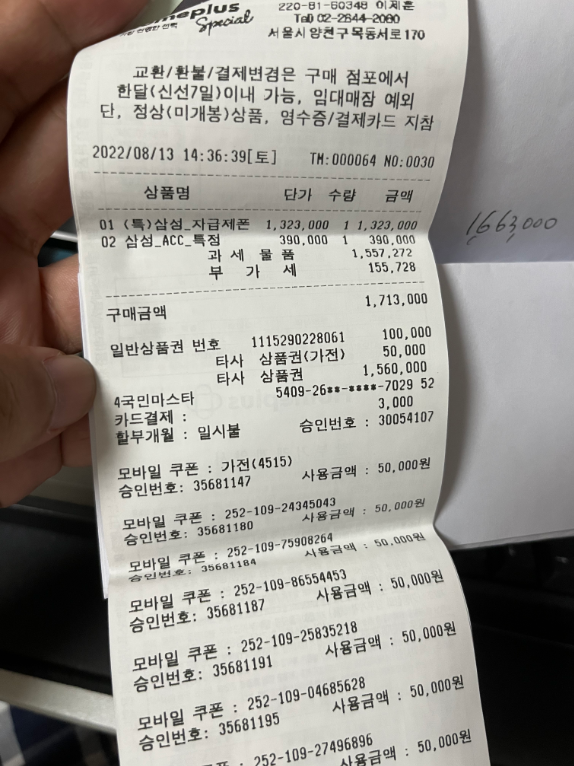 Special
220-81-60348 이제훈
Tel) 02-2644-2080
서울시 양천구 목동서로 170
교환/환불/결제변경은 구매 점포에서
한달(신선7일)이내 가능, 임대매장 예외
단, 정상(미개봉)상품, 영수증/결제카드 지참
2022/08/13 14:36:39[토] TM:000064 NO:0030
상품명 단가 수량 금액
01 (특)삼성_자급제폰 1,323,000 1 1,323,000
02 삼성_ACC_특정 390,000 1 390,000
과 세 물 품 1,557,272
부 가 세 155,728
구매금액 1,713,000
일반상품권 번호 1115290228061 100,000
타사 상품권(가전) 50,000
타사 상품권 1,560,000
4국민마스타 5409-26**-****-7029 52
카드결제 : 3,000
할부개월 : 일시불 승인번호 : 30054107
모바일 쿠폰 : 가전(4515)
승인번호: 35681147 사용금액 : 50,000원
모바일 쿠폰 : 252-109-24345043
승인번호: 35681180 사용금액 : 50,000원
모바일 쿠폰 : 252-109-75908264
승인번호: 35681184 사용금액 : 50,000원
모바일 쿠폰 : 252-109-86554453
승인번호: 35681187 사용금액 : 50,000원
모바일 쿠폰 : 252-109-25835218
승인번호: 35681191 사용금액 : 50,000원
모바일 쿠폰 : 252-109-04685628
승인번호: 35681195 사용금액 : 50,000원
252-109-27496896
사용금액 : 50,000원
1,663,000